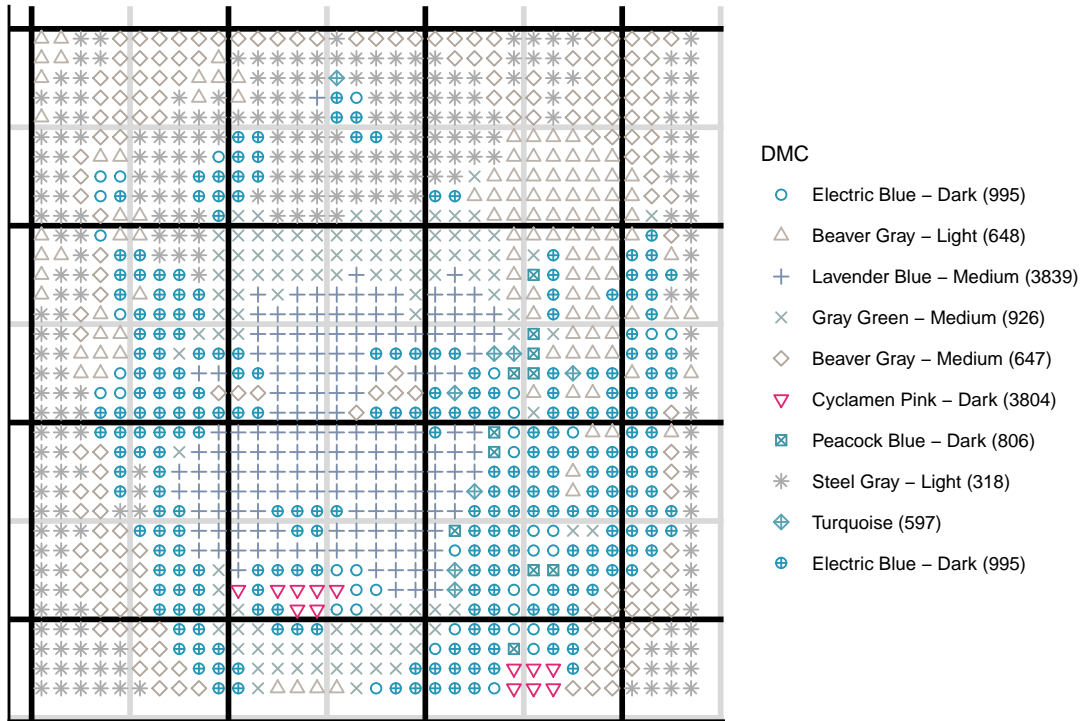 DMC
Electric Blue – Dark (995)
Beaver Gray – Light (648)
Lavender Blue – Medium (3839)
Gray Green – Medium (926)
Beaver Gray – Medium (647)
Cyclamen Pink – Dark (3804)
Peacock Blue – Dark (806)
Steel Gray – Light (318)
Turquoise (597)
Electric Blue – Dark (995)